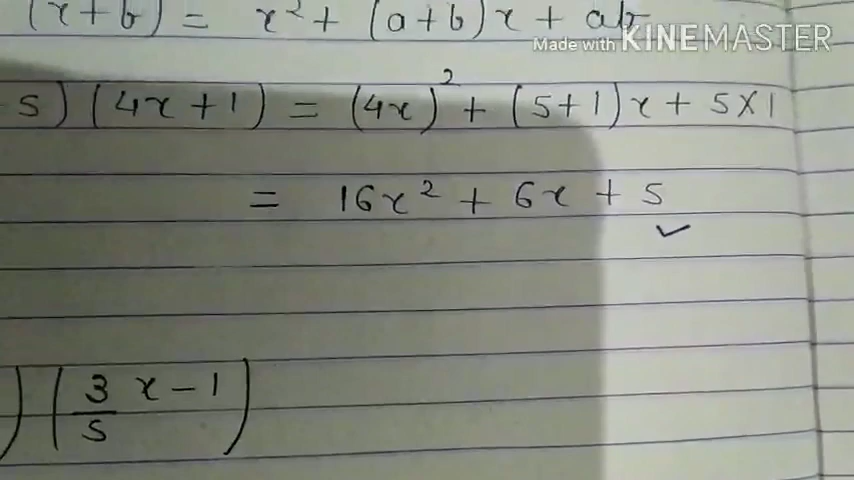 (x + b) = x² + (a+b)x + ab
Made with KINEMASTER
5) (4x + 1) = (4x)² + (5+1)x + 5×1
= 16x² + 6x + 5
) (3/5 x - 1)